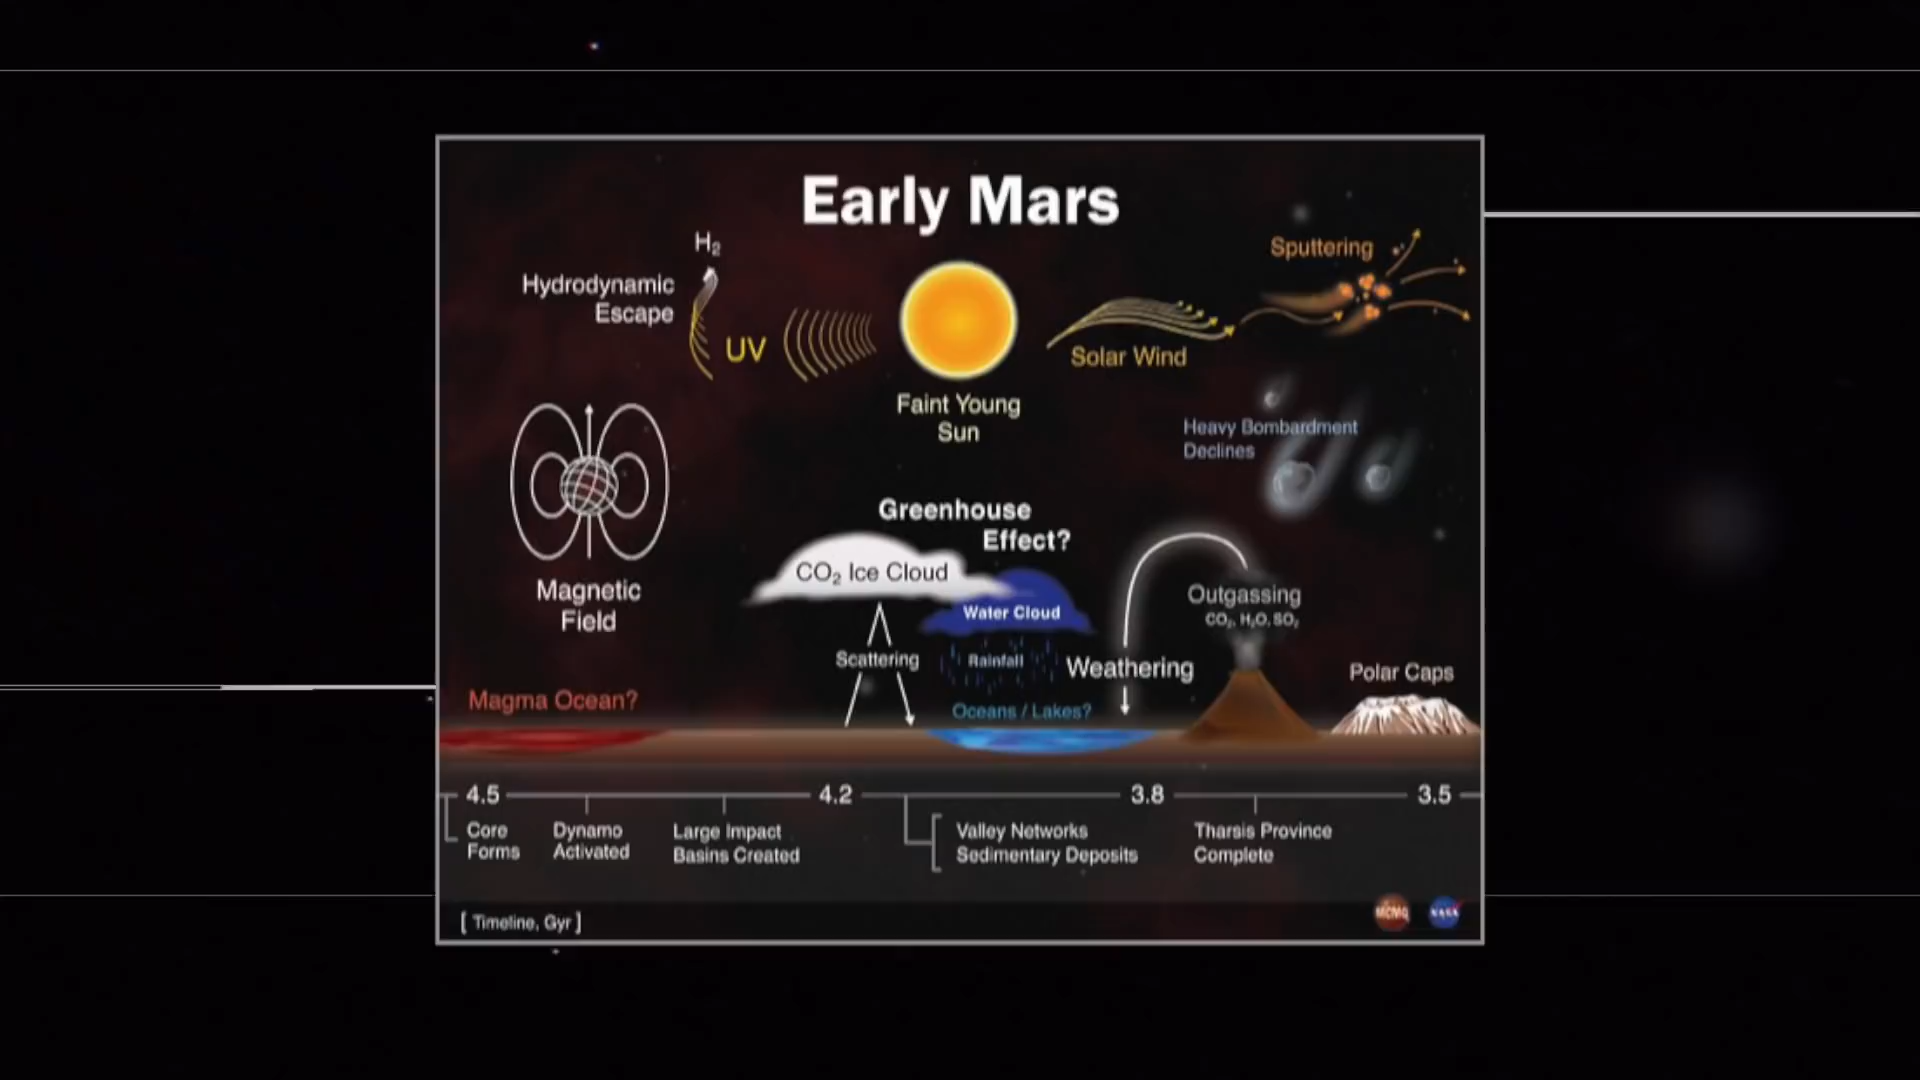 Early Mars
H₂
Hydrodynamic
Escape
UV
Faint Young
Sun
Solar Wind
Sputtering
Heavy Bombardment
Declines
Magnetic
Field
Greenhouse
Effect?
CO₂ Ice Cloud
Water Cloud
Scattering
Rainfall
Weathering
Outgassing
CO₂, H₂O, SO₂
Polar Caps
Magma Ocean?
Oceans / Lakes?
4.5
4.2
3.8
3.5
Core
Forms
Dynamo
Activated
Large Impact
Basins Created
Valley Networks
Sedimentary Deposits
Tharsis Province
Complete
[ Timeline, Gyr ]
MCMC
NASA